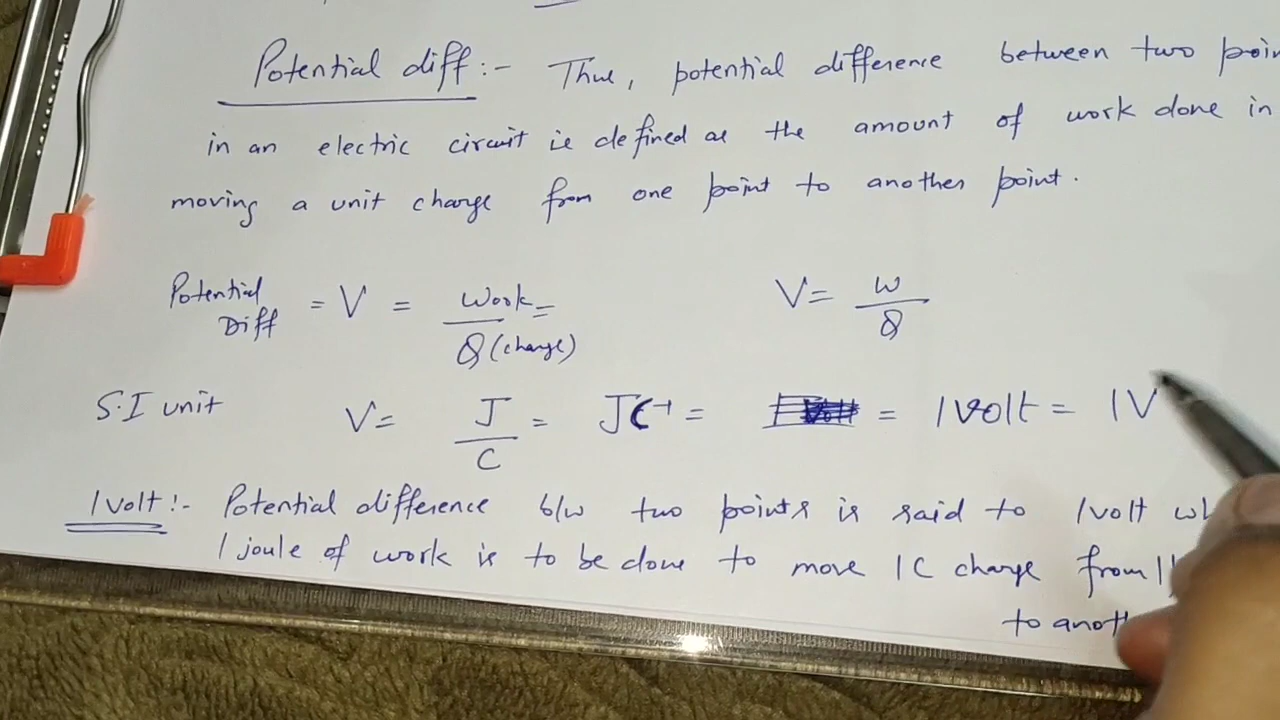 Potential diff :- Thus, potential difference between two poin
in an electric circuit is defined as the amount of work done in
moving a unit charge from one point to another point.
Potential Diff = V = Work / Q (charge) V = W / Q
S.I unit V = J / C = JC⁻¹ = = 1 volt = 1V
1 volt :- Potential difference b/w two points is said to 1 volt wh
1 joule of work is to be done to move 1C charge from
to anoth